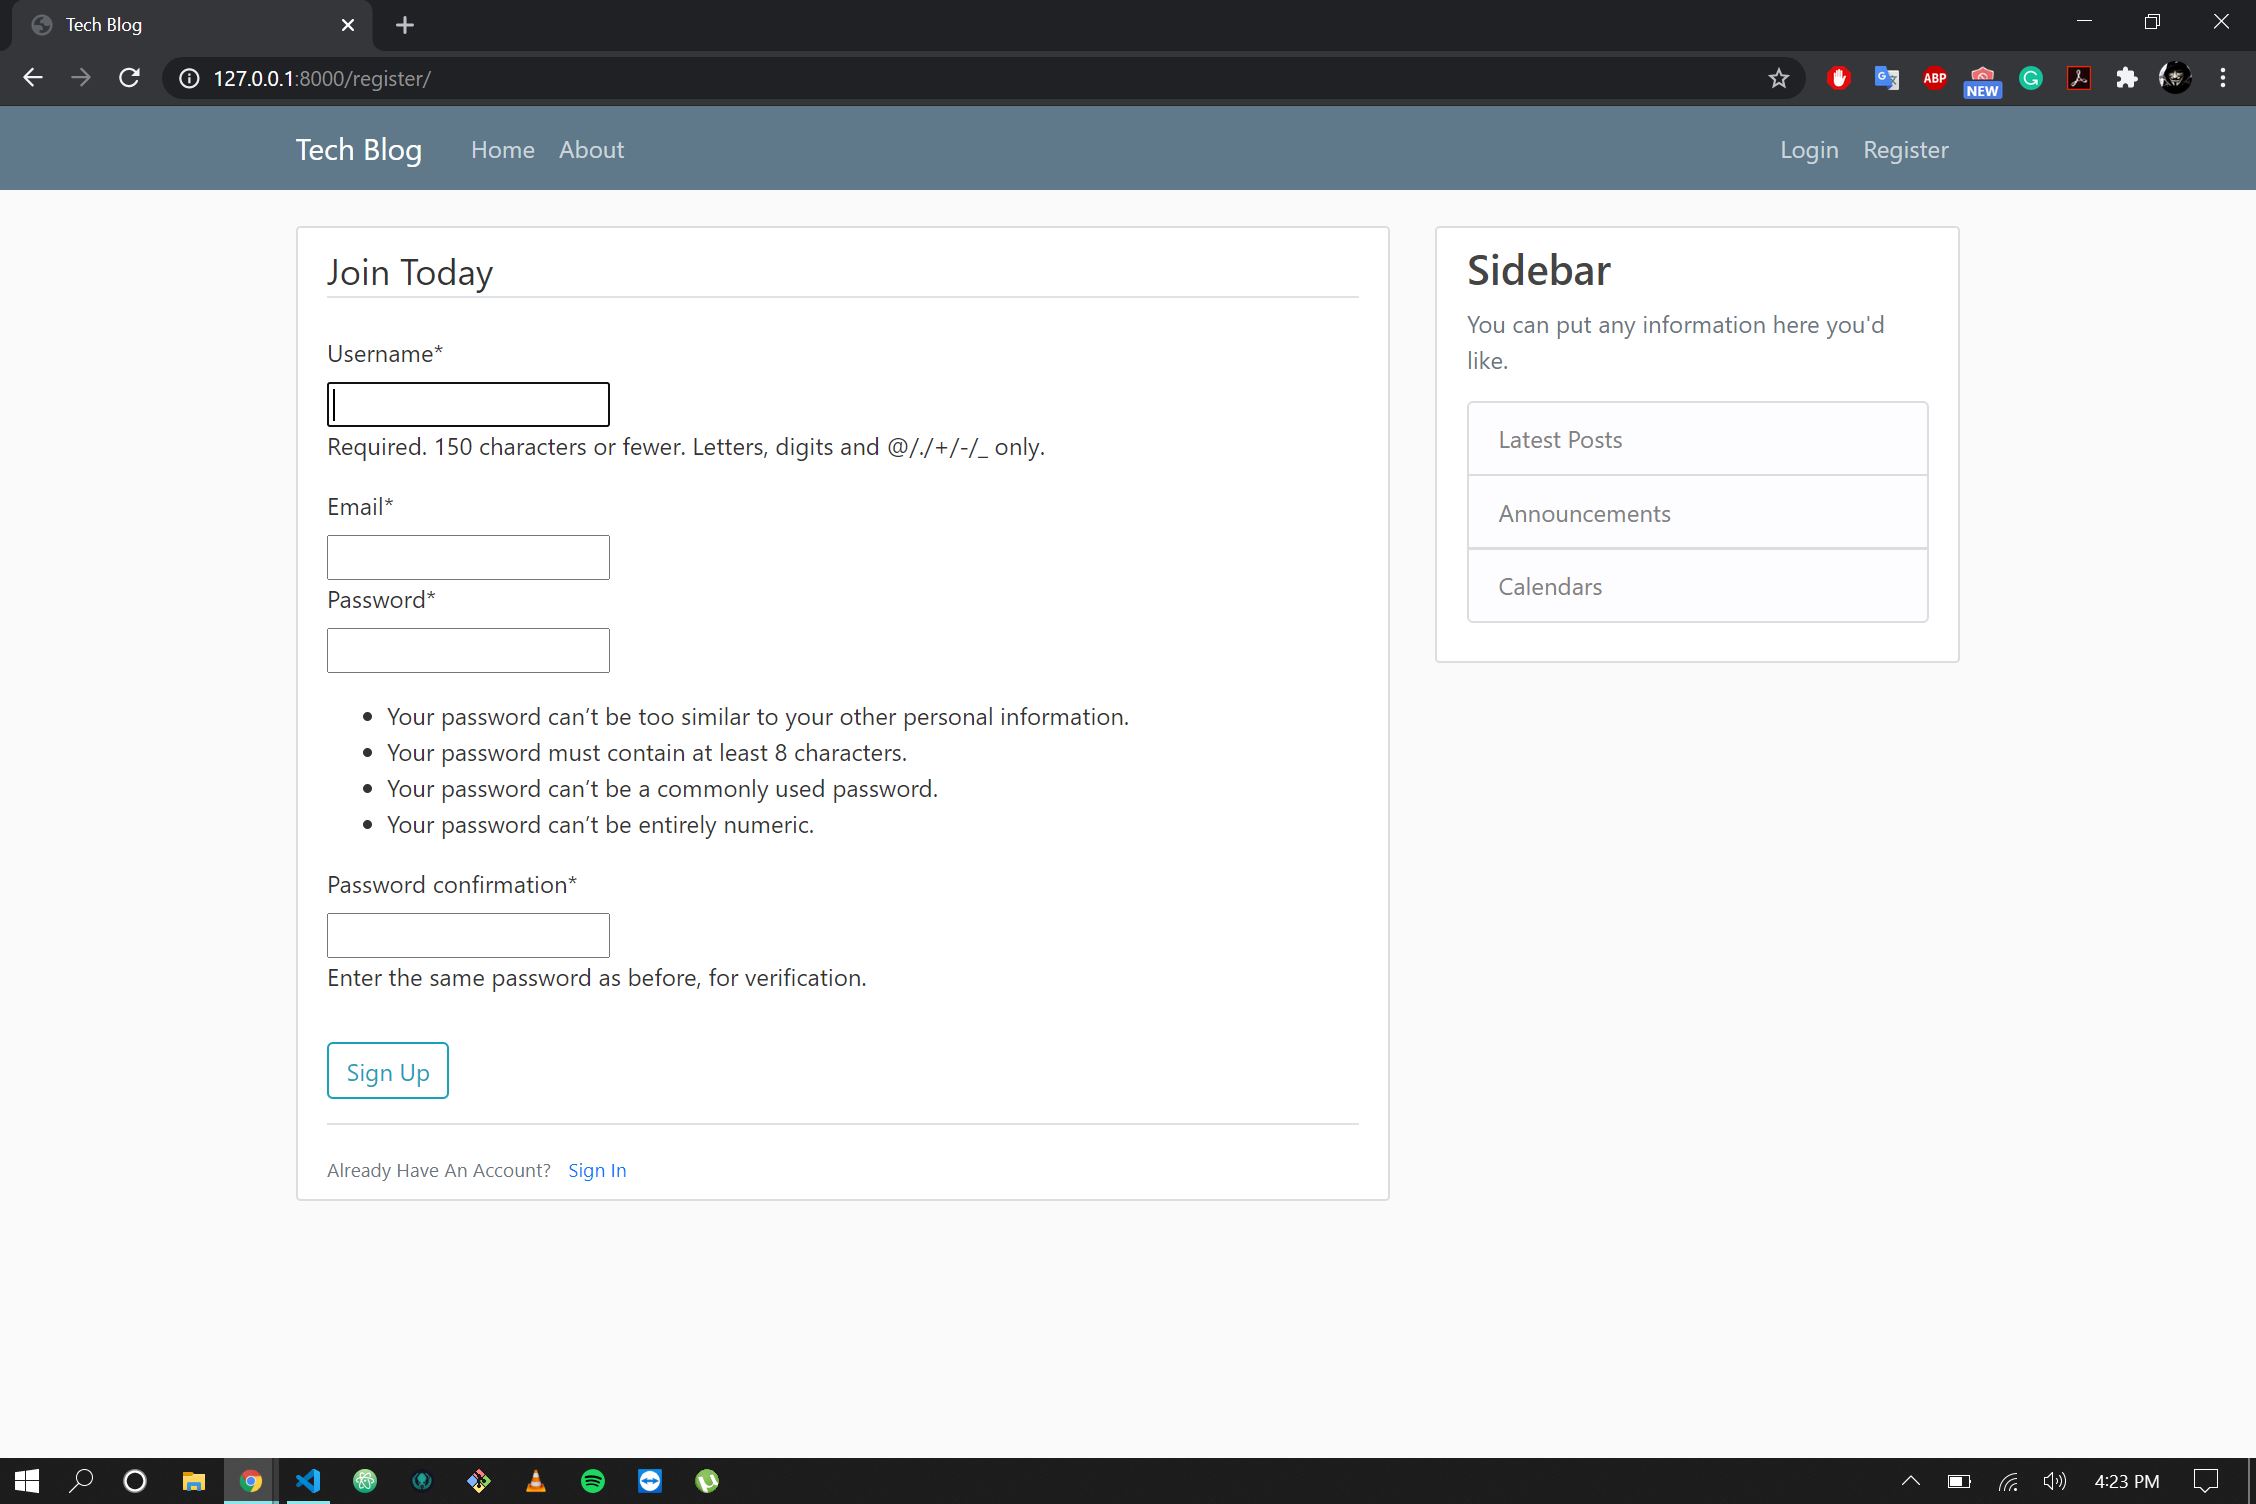 Tech Blog
127.0.0.1:8000/register/
ABP
NEW
Tech Blog Home About Login Register
Join Today
Username*
Required. 150 characters or fewer. Letters, digits and @/./+/-/_ only.
Email*
Password*
Your password can’t be too similar to your other personal information.
Your password must contain at least 8 characters.
Your password can’t be a commonly used password.
Your password can’t be entirely numeric.
Password confirmation*
Enter the same password as before, for verification.
Sign Up
Already Have An Account? Sign In
Sidebar
You can put any information here you'd
like.
Latest Posts
Announcements
Calendars
4:23 PM